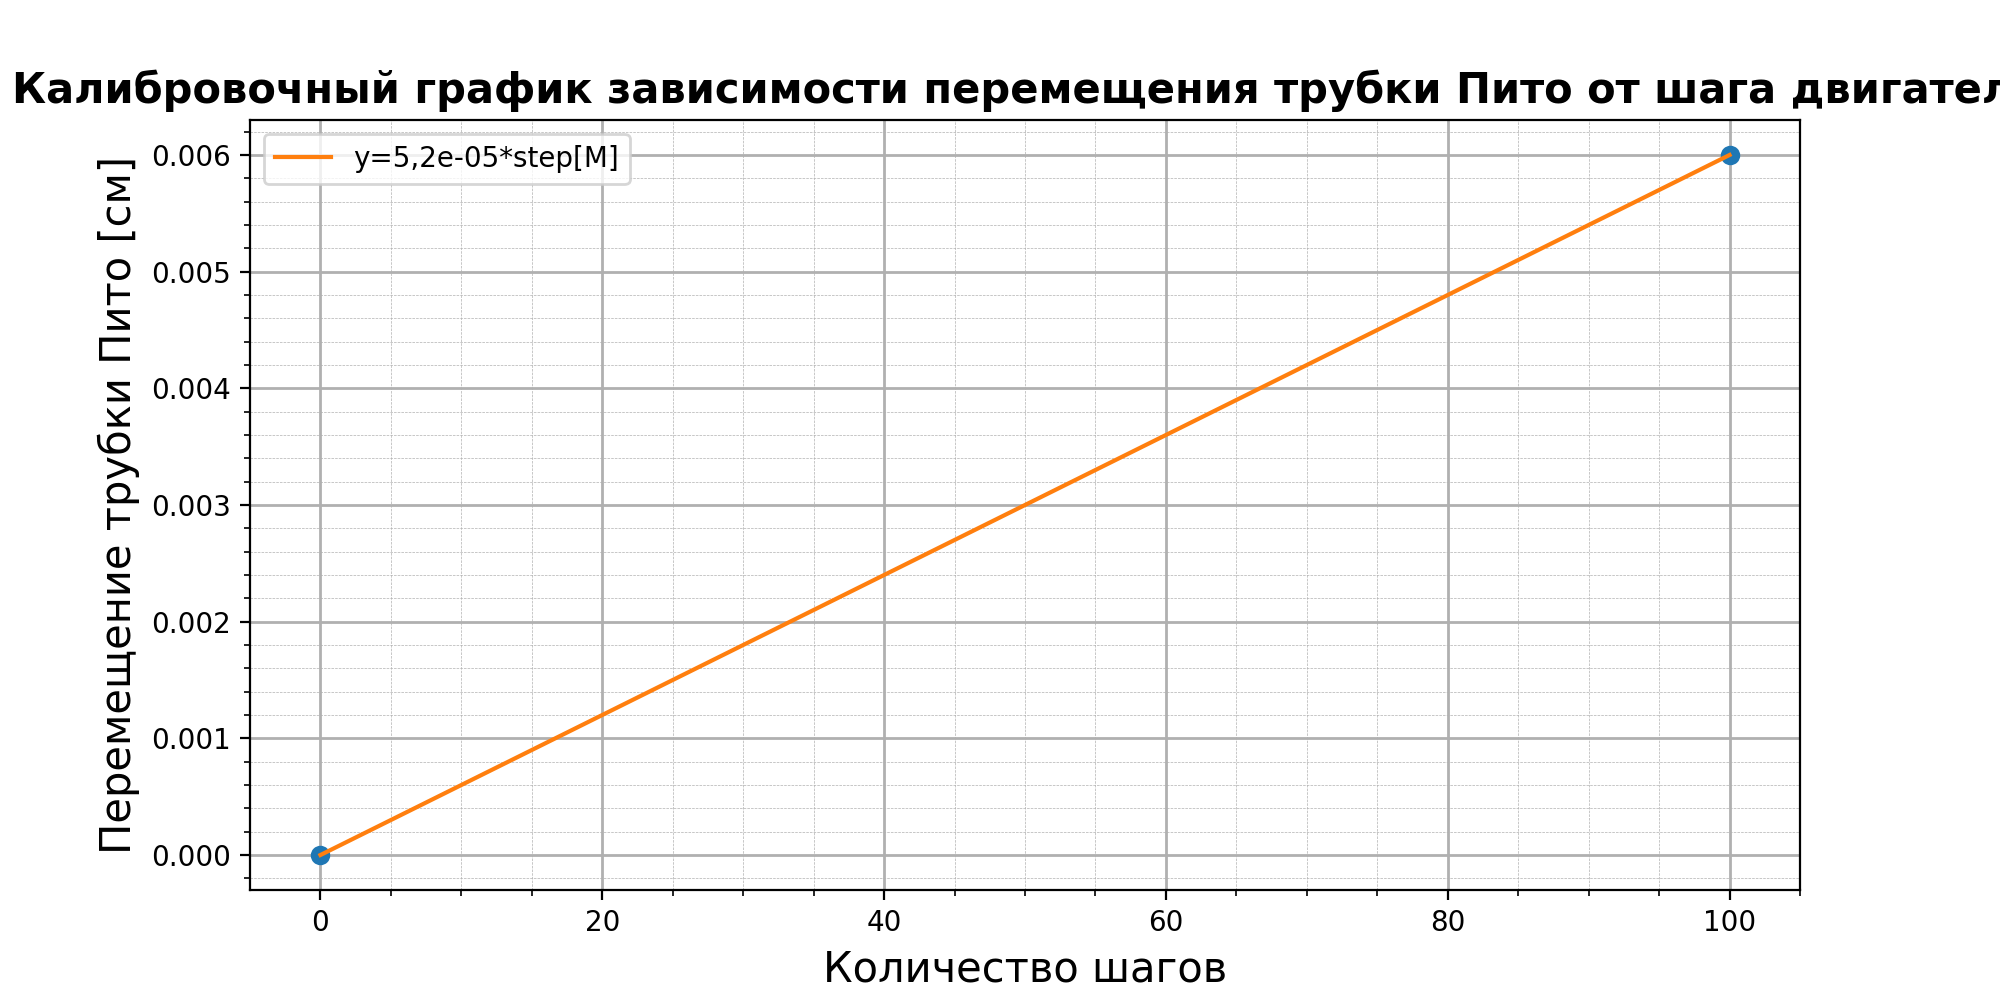 Калибровочный график зависимости перемещения трубки Пито от шага двигател
y=5,2e-05*step[M]
Перемещение трубки Пито [см]
0.006
0.005
0.004
0.003
0.002
0.001
0.000
0 20 40 60 80 100
Количество шагов